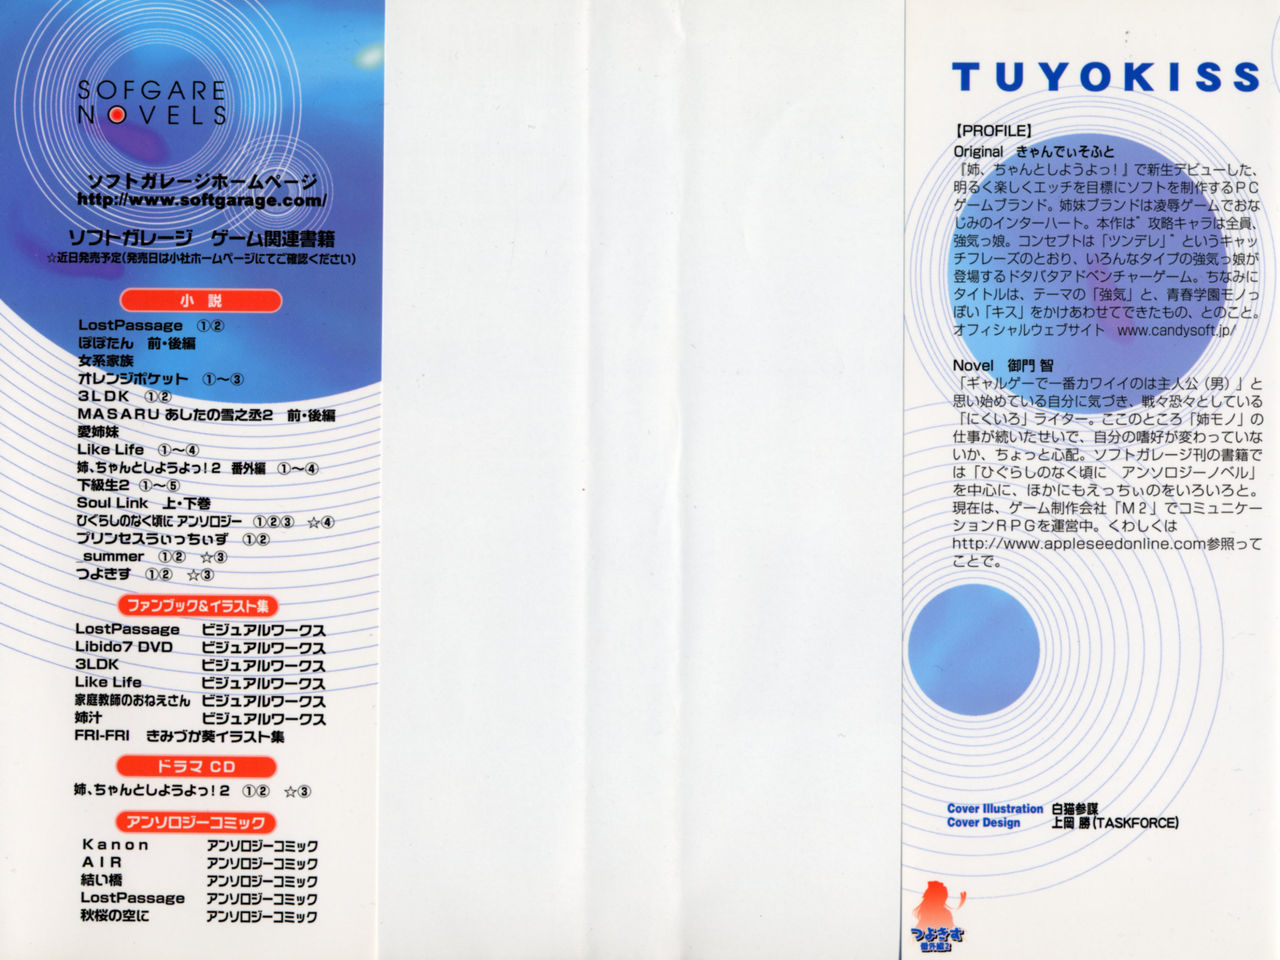 SOFGARE
NOVELS
ソフトガレージホームページ
http://www.softgarage.com/
ソフトガレージ ゲーム関連書籍
☆近日発売予定(発売日は小社ホームページにてご確認ください)
小 説
LostPassage ①②
ぽぽたん 前・後編
女系家族
オレンジポケット ①～③
3LDK ①②
MASARU あしたの雪之丞2 前・後編
愛姉妹
Like Life ①～④
姉、ちゃんとしようよっ!2 番外編 ①～④
下級生2 ①～⑤
Soul Link 上・下巻
ひぐらしのなく頃に アンソロジー ①②③ ☆④
プリンセスうぃっちぃず ①②
_summer ①② ☆③
つよきす ①② ☆③
ファンブック&イラスト集
LostPassage ビジュアルワークス
Libido7 DVD ビジュアルワークス
3LDK ビジュアルワークス
Like Life ビジュアルワークス
家庭教師のおねえさん ビジュアルワークス
姉汁 ビジュアルワークス
FRI-FRI きみづか葵イラスト集
ドラマ CD
姉、ちゃんとしようよっ!2 ①② ☆③
アンソロジーコミック
Kanon アンソロジーコミック
AIR アンソロジーコミック
結い橋 アンソロジーコミック
LostPassage アンソロジーコミック
秋桜の空に アンソロジーコミック
TUYOKISS
【PROFILE】
Original きゃんでぃそふと
『姉、ちゃんとしようよっ!』で新生デビューした、
明るく楽しくエッチを目標にソフトを制作するPC
ゲームブランド。姉妹ブランドは凌辱ゲームでおな
じみのインターハート。本作は"攻略キャラは全員、
強気っ娘。コンセプトは「ツンデレ」"というキャッ
チフレーズのとおり、いろんなタイプの強気っ娘が
登場するドタバタアドベンチャーゲーム。ちなみに
タイトルは、テーマの「強気」と、青春学園モノっ
ぽい「キス」をかけあわせてできたもの、とのこと。
オフィシャルウェブサイト www.candysoft.jp/
Novel 御門 智
「ギャルゲーで一番カワイイのは主人公(男)」と
思い始めている自分に気づき、戦々恐々としている
「にくいろ」ライター。ここのところ「姉モノ」の
仕事が続いたせいで、自分の嗜好が変わっていな
いか、ちょっと心配。ソフトガレージ刊の書籍で
は「ひぐらしのなく頃に アンソロジーノベル」
を中心に、ほかにもえっちぃのをいろいろと。
現在は、ゲーム制作会社「M2」でコミュニケー
ションRPGを運営中。くわしくは
http://www.appleseedonline.com参照って
ことで。
Cover Illustration 白猫参謀
Cover Design 上岡 勝(TASKFORCE)
つよきす
番外編2